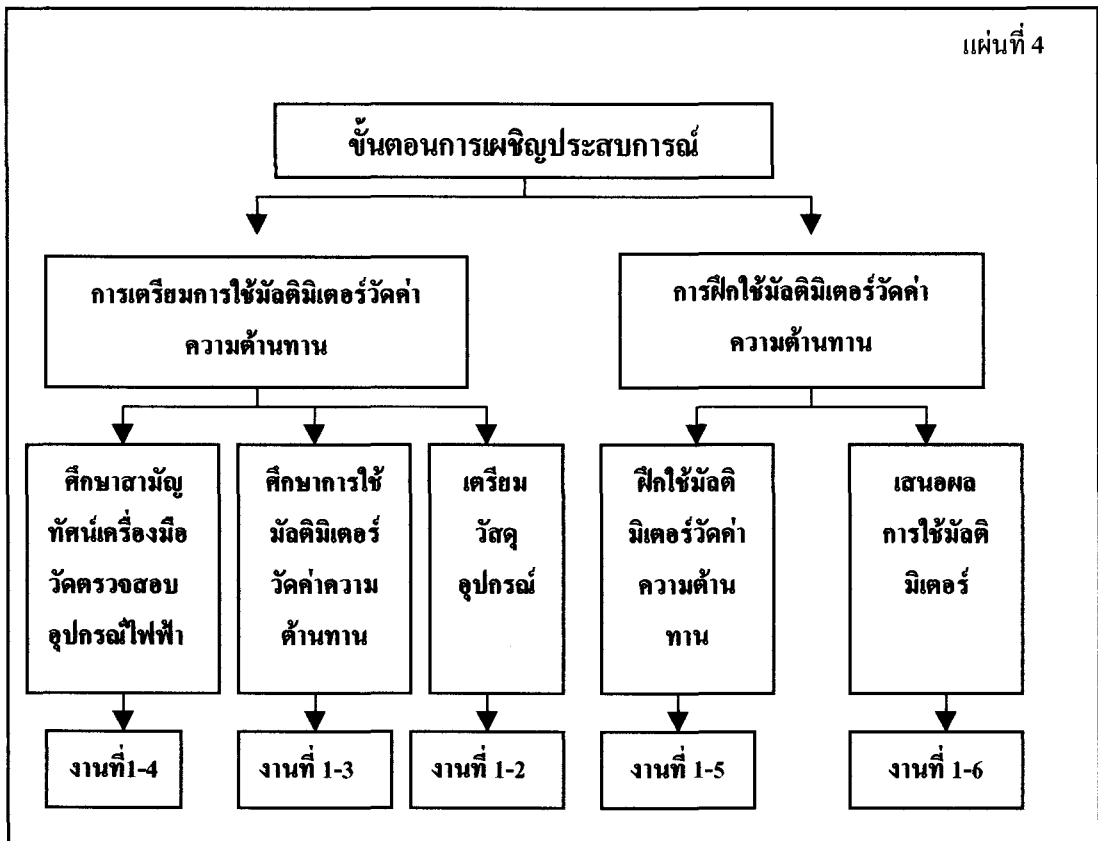 แผ่นที่ 4
ขั้นตอนการเผชิญประสบการณ์
การเตรียมการใช้มัลติมิเตอร์วัดค่า
ความต้านทาน
การฝึกใช้มัลติมิเตอร์วัดค่า
ความต้านทาน
ศึกษาสามัญ
ทัศน์เครื่องมือ
วัดตรวจสอบ
อุปกรณ์ไฟฟ้า
ศึกษาการใช้
มัลติมิเตอร์
วัดค่าความ
ต้านทาน
เตรียม
วัสดุ
อุปกรณ์
ฝึกใช้มัลติ
มิเตอร์วัดค่า
ความต้าน
ทาน
เสนอผล
การใช้มัลติ
มิเตอร์
งานที่1-4
งานที่ 1-3
งานที่ 1-2
งานที่ 1-5
งานที่ 1-6